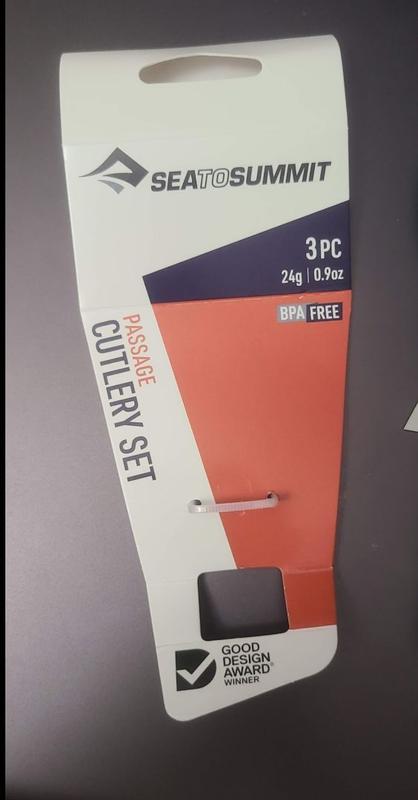 SEATOSUMMIT
3PC
24g | 0.9oz
BPA FREE
PASSAGE
CUTLERY SET
GOOD
DESIGN
AWARD®
WINNER